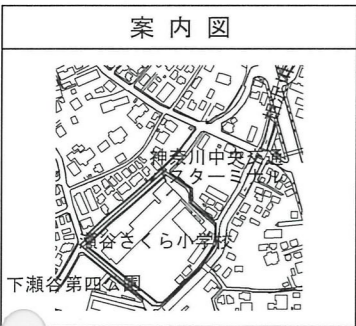 案内図
神奈川中央交通
スターミナル
瀬谷さくら小学校
下瀬谷第四公園